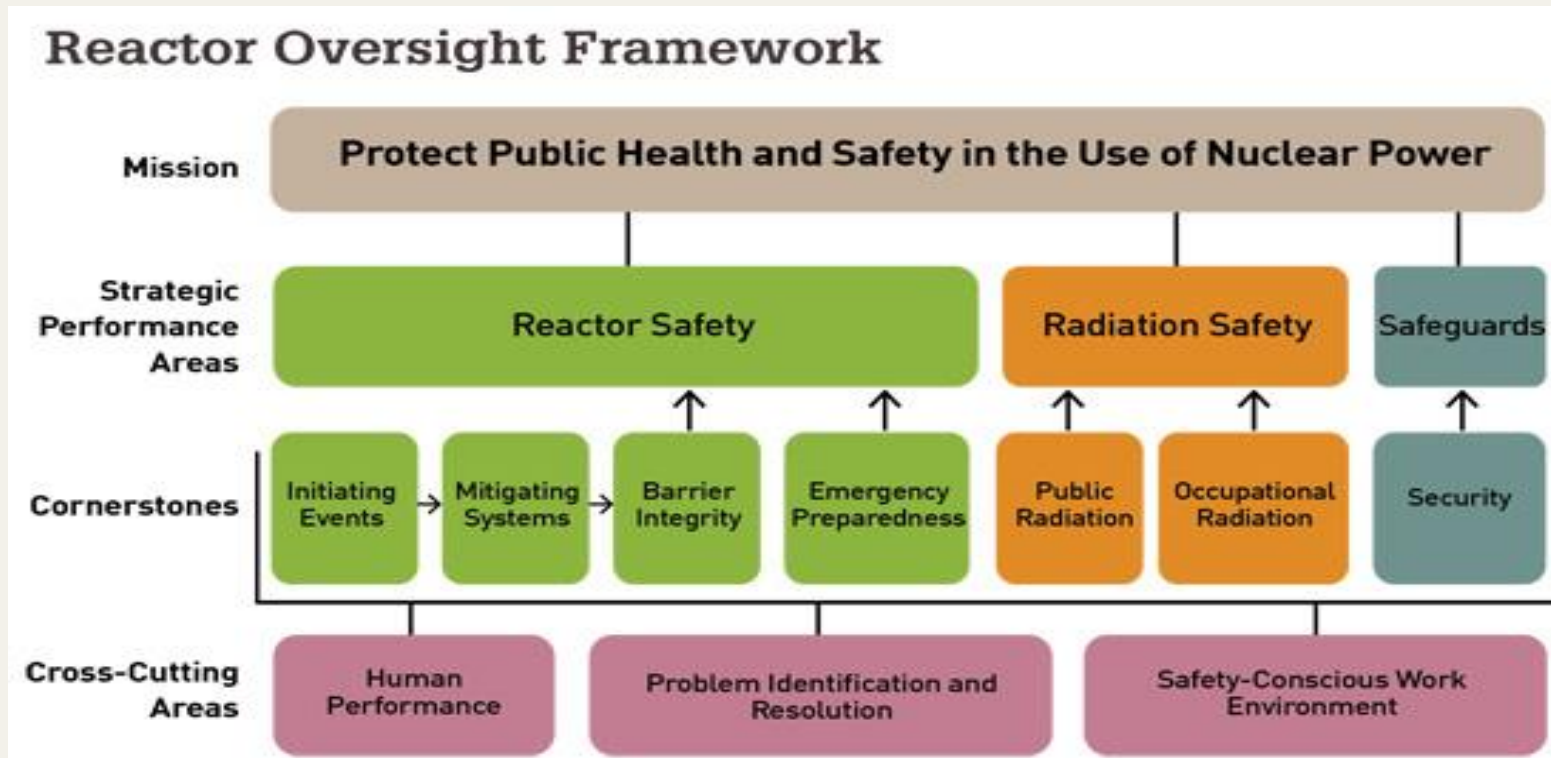 Reactor Oversight Framework
Mission
Protect Public Health and Safety in the Use of Nuclear Power
Strategic
Performance
Areas
Reactor Safety
Radiation Safety
Safeguards
Cornerstones
Initiating
Events
Mitigating
Systems
Barrier
Integrity
Emergency
Preparedness
Public
Radiation
Occupational
Radiation
Security
Cross-Cutting
Areas
Human
Performance
Problem Identification and
Resolution
Safety-Conscious Work
Environment